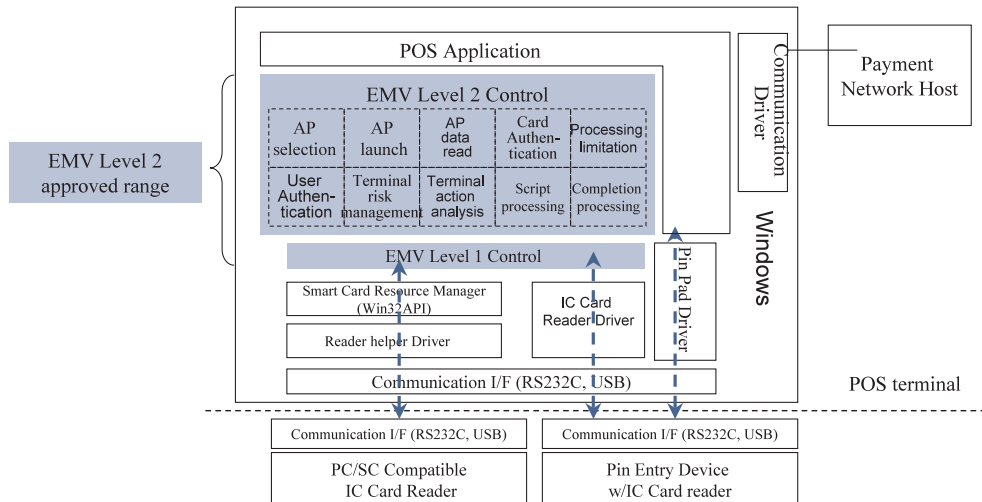 POS Application
Communication
Driver
Payment
Network Host
EMV Level 2 Control
AP
selection
AP
launch
AP
data
read
Card
Authen-
tication
Processing
limitation
EMV Level 2
approved range
User
Authen-
tication
Terminal
risk
management
Terminal
action
analysis
Script
processing
Completion
processing
Windows
EMV Level 1 Control
Pin Pad Driver
Smart Card Resource Manager
(Win32API)
IC Card
Reader Driver
Reader helper Driver
Communication I/F (RS232C, USB)
POS terminal
Communication I/F (RS232C, USB)
Communication I/F (RS232C, USB)
PC/SC Compatible
IC Card Reader
Pin Entry Device
w/IC Card reader